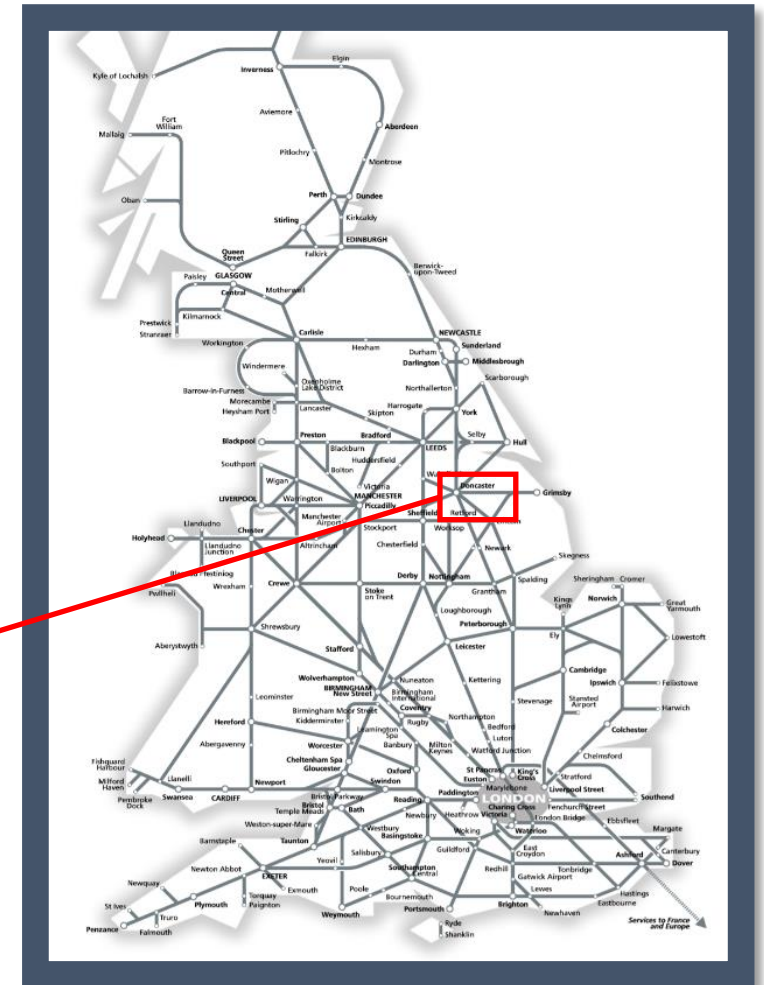 Elgin
Inverness
Kyle of Lochalsh
Aviemore
Fort
William
Aberdeen
Mallaig
Pitlochry
Montrose
Perth
Dundee
Oban
Kirkcaldy
Stirling
EDINBURGH
Queen
Street
Falkirk
Berwick-
upon-Tweed
Paisley
GLASGOW
Central
Motherwell
Kilmarnock
Prestwick
Stranraer
Carlisle
NEWCASTLE
Workington
Hexham
Sunderland
Durham
Darlington
Middlesbrough
Windermere
Oxenholme
Lake District
Scarborough
Barrow-in-Furness
Northallerton
Morecambe
Heysham Port
Lancaster
Harrogate
Skipton
York
Blackpool
Preston
Bradford
LEEDS
Selby
Hull
Blackburn
Huddersfield
Southport
Bolton
Wigan
Victoria
Doncaster
Grimsby
LIVERPOOL
Warrington
MANCHESTER
Piccadilly
Sheffield
Retford
Manchester
Airport
Stockport
Worksop
Llandudno
Holyhead
Llandudno
Junction
Chester
Altrincham
Chesterfield
Newark
Skegness
Wrexham
Crewe
Stoke
on Trent
Derby
Nottingham
Grantham
Spalding
Sheringham
Cromer
Pwllheli
Kings
Lynn
Norwich
Great
Yarmouth
Loughborough
Peterborough
Aberystwyth
Shrewsbury
Ely
Lowestoft
Stafford
Leicester
Wolverhampton
BIRMINGHAM
New Street
Nuneaton
Birmingham
International
Kettering
Cambridge
Ipswich
Felixstowe
Leominster
Birmingham Moor Street
Coventry
Stevenage
Stansted
Airport
Harwich
Kidderminster
Rugby
Northampton
Hereford
Leamington
Spa
Bedford
Colchester
Abergavenny
Worcester
Banbury
Milton
Keynes
Luton
Watford Junction
Chelmsford
Cheltenham Spa
Gloucester
Oxford
St Pancras
Euston
King's
Cross
Stratford
Fishguard
Harbour
Milford
Haven
Llanelli
Swindon
Marylebone
Liverpool Street
Pembroke
Dock
Swansea
CARDIFF
Newport
Bristol Parkway
Reading
Paddington
LONDON
Southend
Bristol
Temple Meads
Bath
Newbury
Heathrow
Victoria
Charing Cross
Fenchurch Street
London Bridge
Ebbsfleet
Weston-super-Mare
Westbury
Basingstoke
Woking
Waterloo
Margate
Barnstaple
Taunton
Salisbury
Guildford
East
Croydon
Canterbury
Newton Abbot
Yeovil
Southampton
Central
Redhill
Gatwick Airport
Tonbridge
Ashford
Dover
EXETER
Newquay
Exmouth
Poole
Lewes
Hastings
St Ives
Torquay
Paignton
Bournemouth
Eastbourne
Plymouth
Truro
Weymouth
Portsmouth
Brighton
Newhaven
Penzance
Falmouth
Ryde
Shanklin
Services to France
and Europe